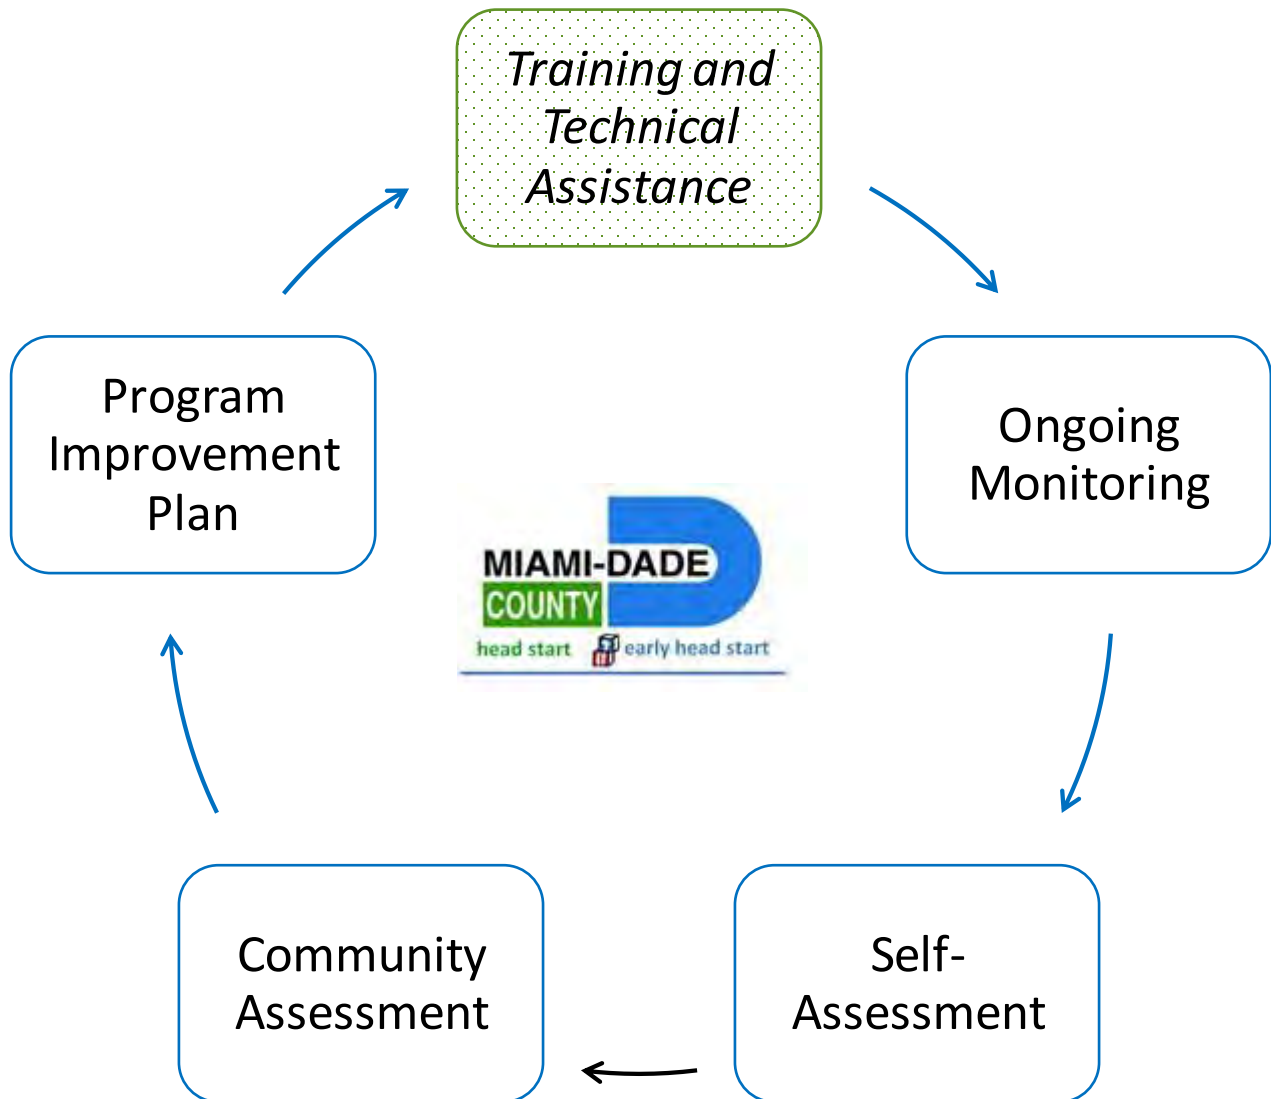 Training and
Technical
Assistance
Program
Improvement
Plan
Ongoing
Monitoring
MIAMI-DADE
COUNTY
head start early head start
Community
Assessment
Self-
Assessment